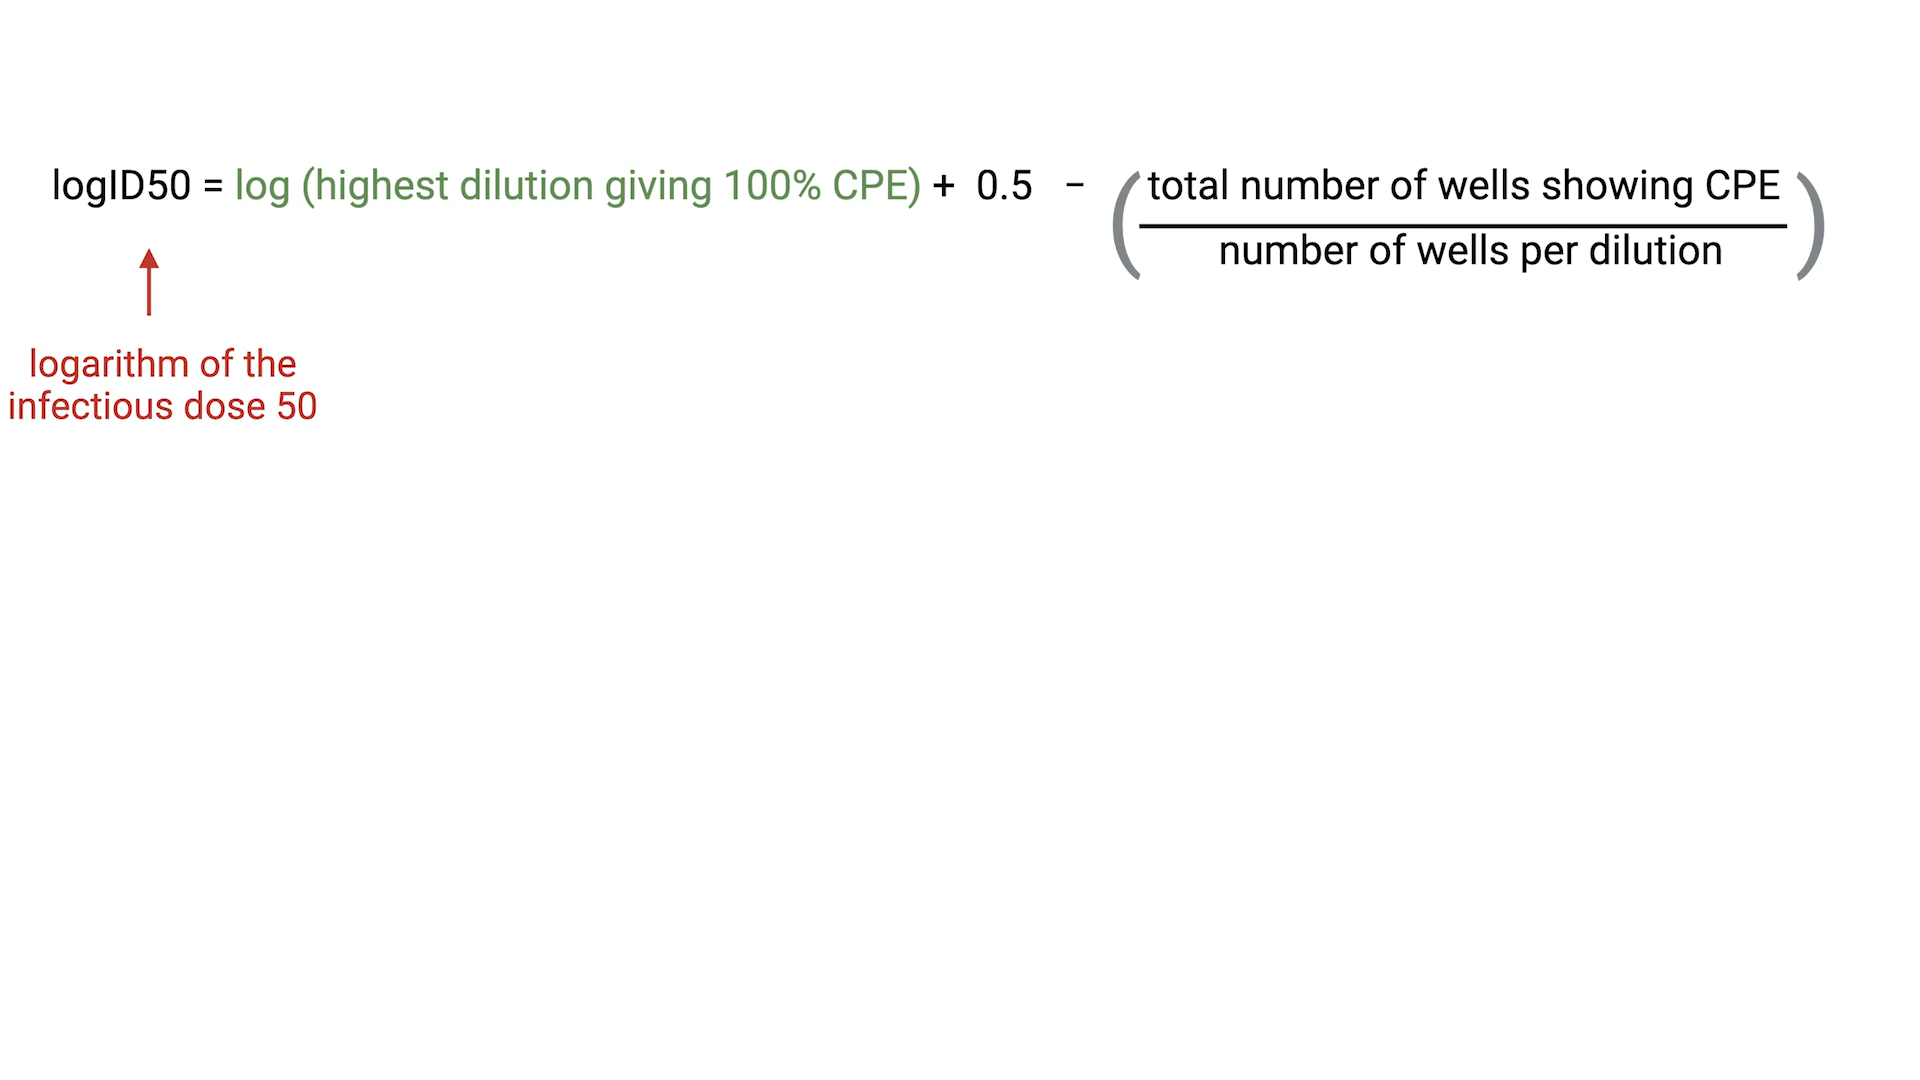 logID50 = log (highest dilution giving 100% CPE) + 0.5 − ( total number of wells showing CPE
number of wells per dilution )
logarithm of the
infectious dose 50